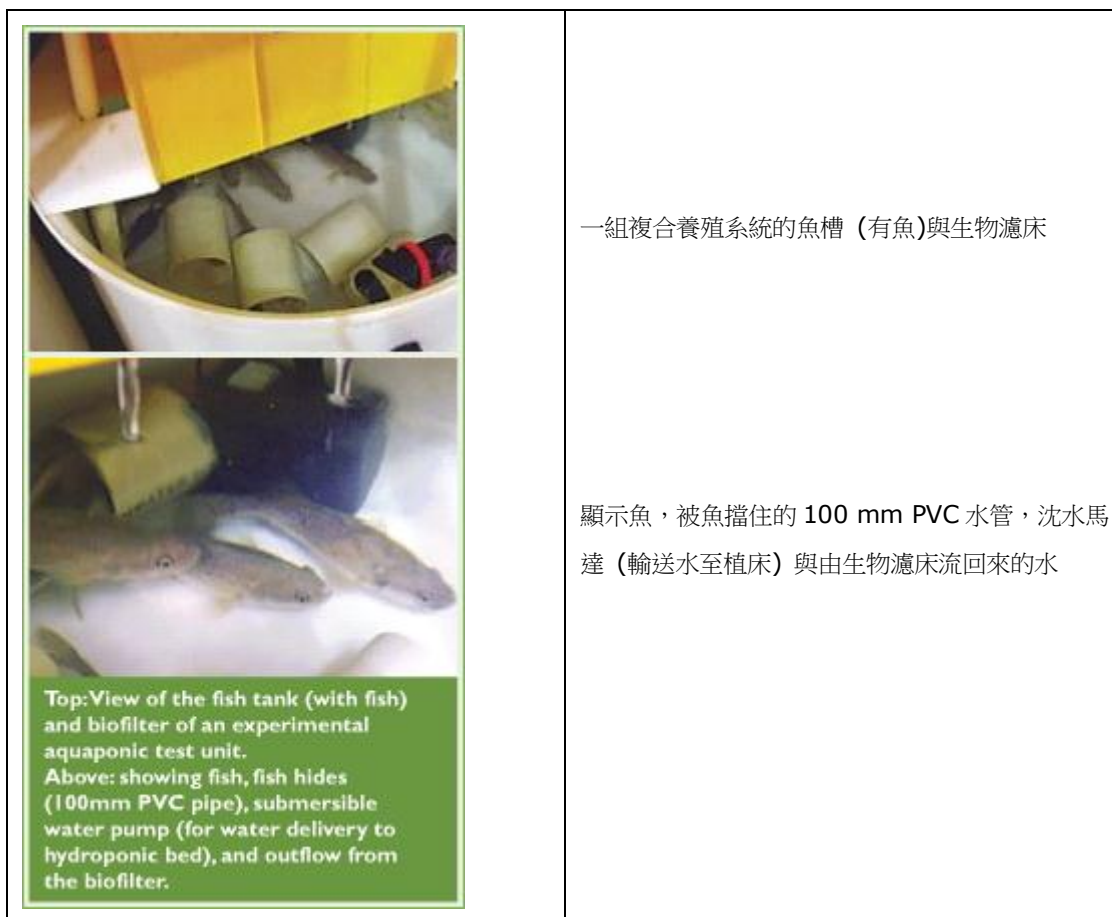 一組複合養殖系統的魚槽 (有魚)與生物濾床
顯示魚，被魚擋住的 100 mm PVC 水管，沈水馬
達 (輸送水至植床) 與由生物濾床流回來的水
Top: View of the fish tank (with fish)
and biofilter of an experimental
aquaponic test unit.
Above: showing fish, fish hides
(100mm PVC pipe), submersible
water pump (for water delivery to
hydroponic bed), and outflow from
the biofilter.